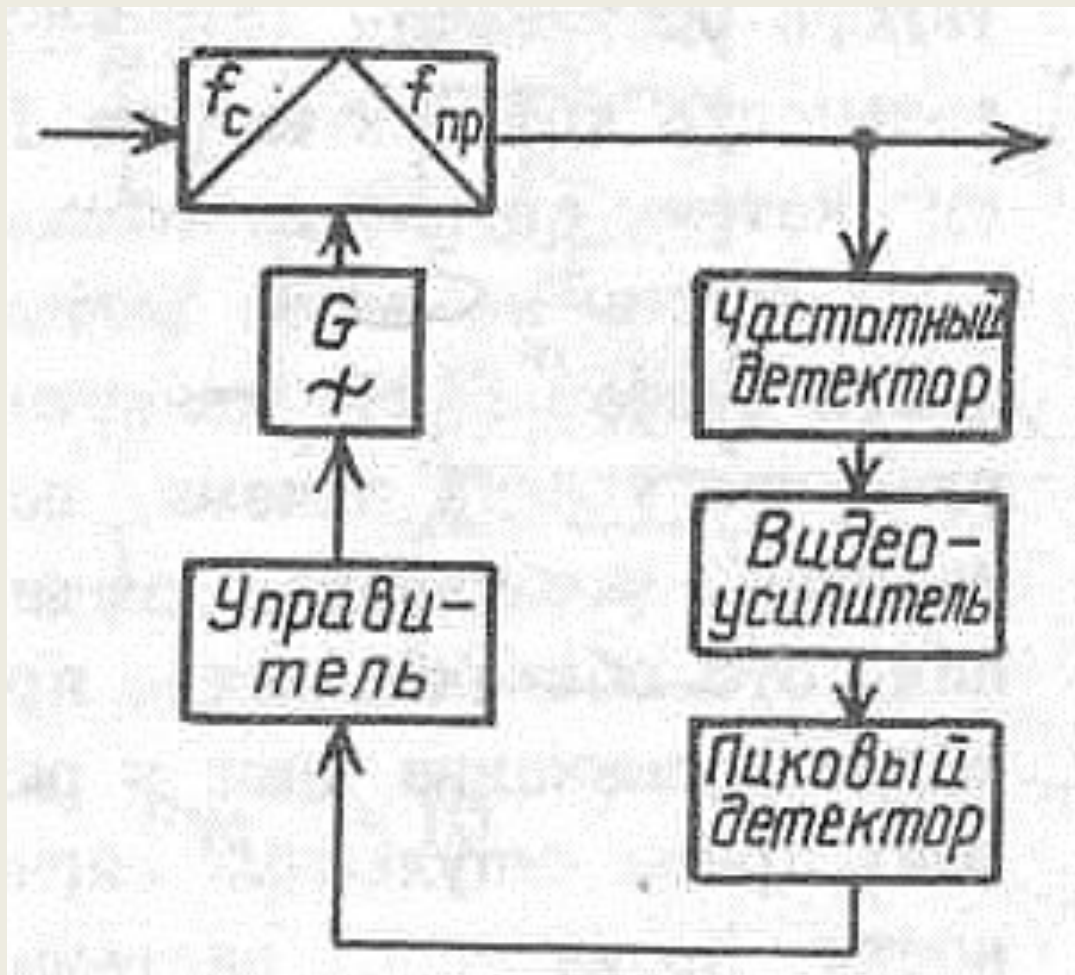 f_c f_пр
G
~
Частотный
детектор
Видео-
усилитель
Управи-
тель
Пиковый
детектор